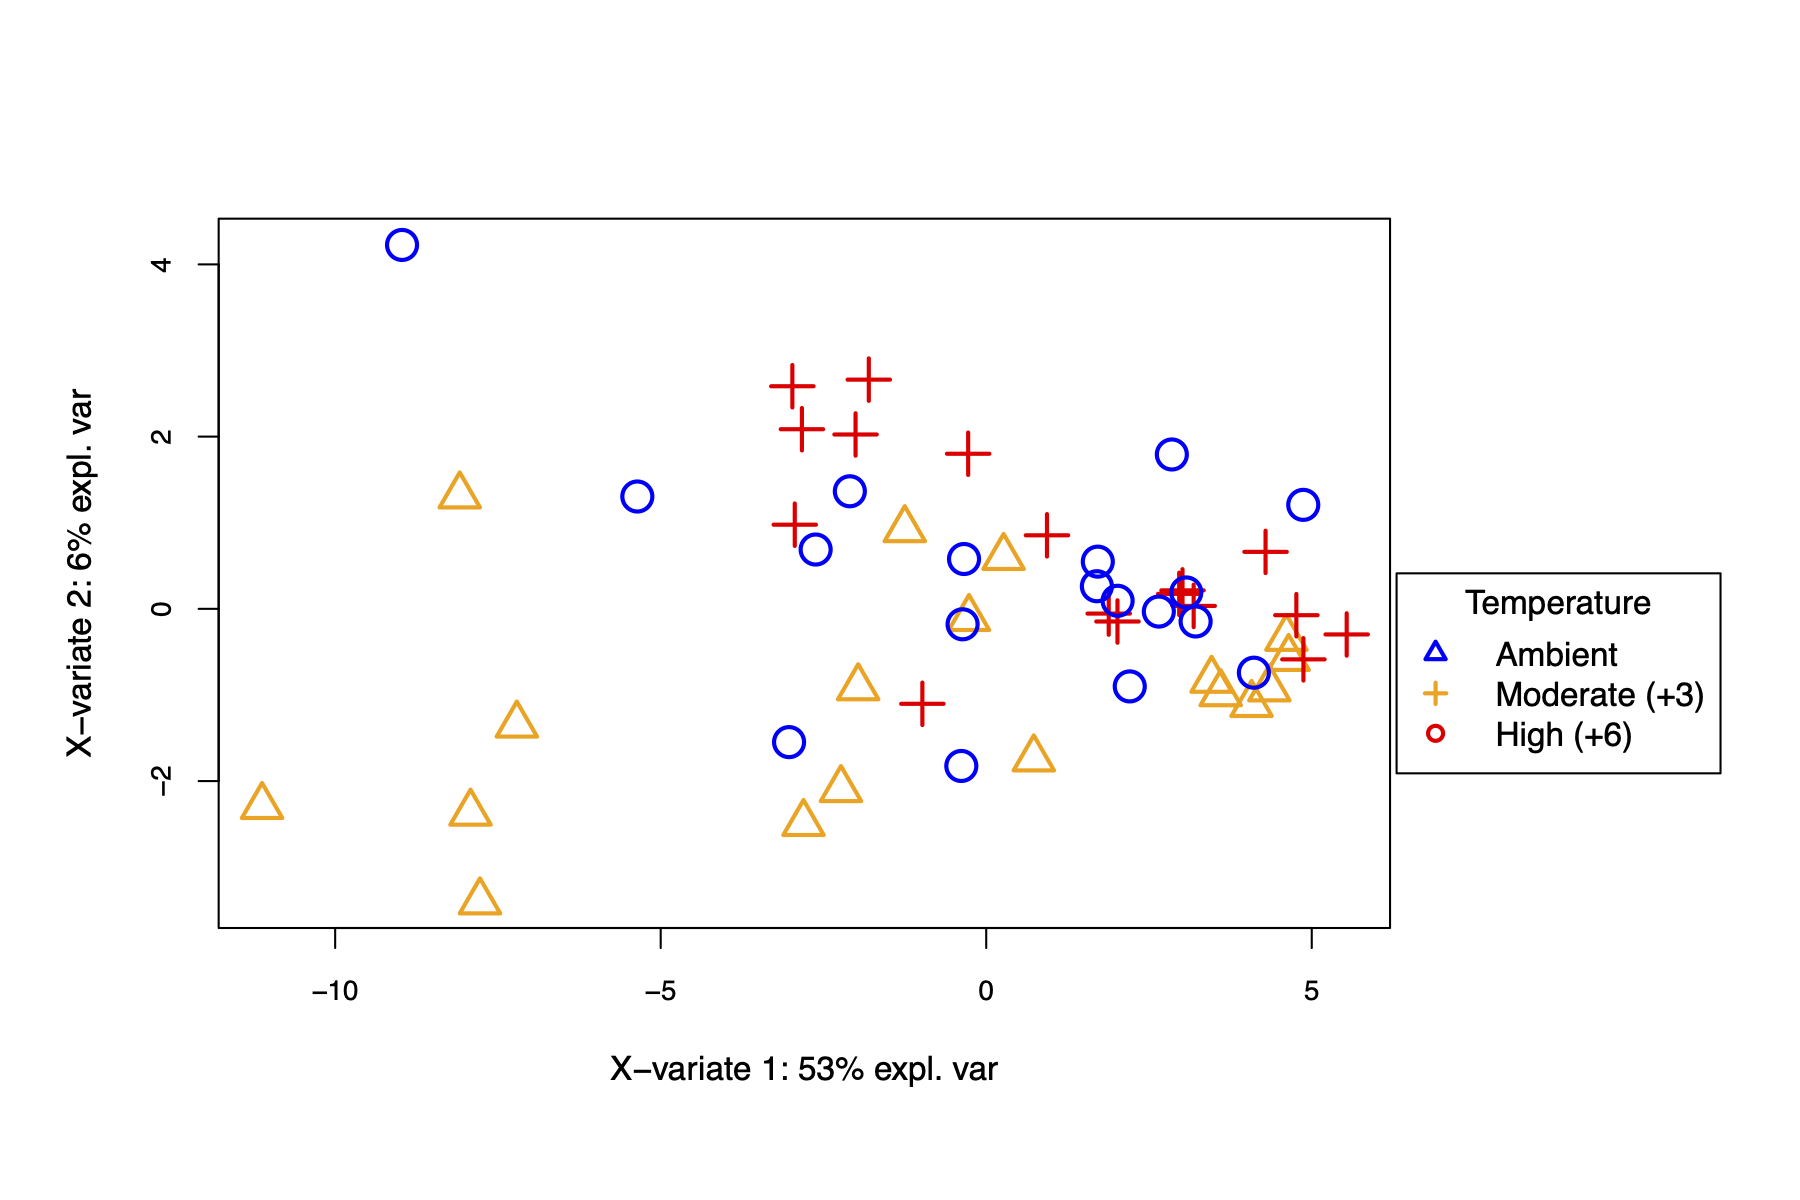 4
2
0
−2
X−variate 2: 6% expl. var
−10
−5
0
5
X−variate 1: 53% expl. var
Temperature
Ambient
Moderate (+3)
High (+6)